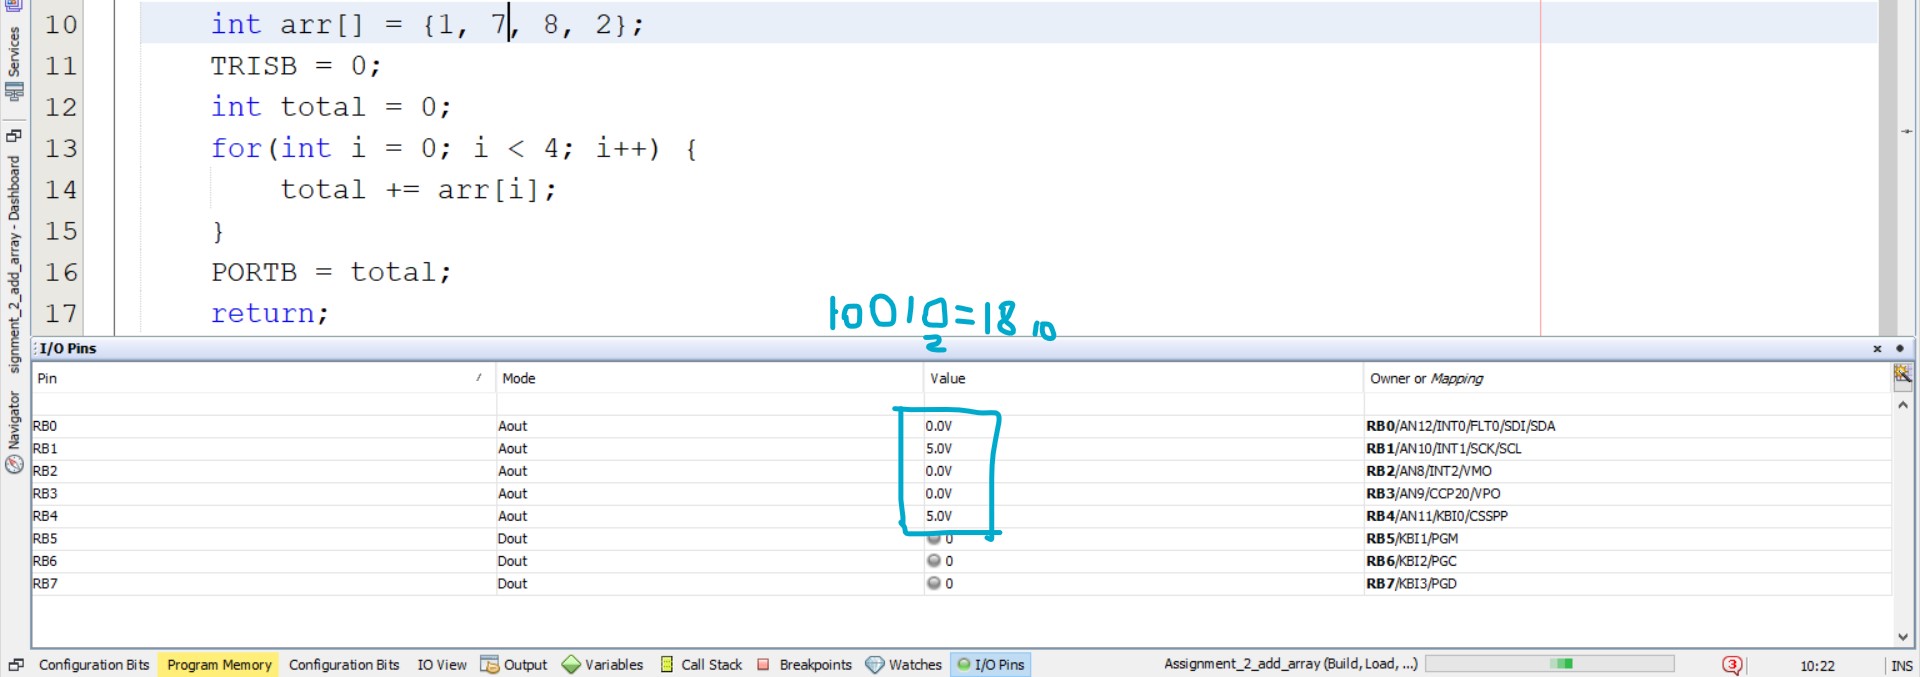 10 int arr[] = {1, 7, 8, 2};
11 TRISB = 0;
12 int total = 0;
13 for(int i = 0; i < 4; i++) {
14 total += arr[i];
15 }
16 PORTB = total;
17 return;
10010₂=18₁₀
Services
signment_2_add_array - Dashboard
Navigator
I/O Pins
Pin / Mode Value Owner or Mapping
RB0 Aout 0.0V RB0/AN12/INT0/FLT0/SDI/SDA
RB1 Aout 5.0V RB1/AN10/INT1/SCK/SCL
RB2 Aout 0.0V RB2/AN8/INT2/VMO
RB3 Aout 0.0V RB3/AN9/CCP20/VPO
RB4 Aout 5.0V RB4/AN11/KBI0/CSSPP
RB5 Dout 0 RB5/KBI1/PGM
RB6 Dout 0 RB6/KBI2/PGC
RB7 Dout 0 RB7/KBI3/PGD
Configuration Bits Program Memory Configuration Bits IO View Output Variables Call Stack Breakpoints Watches I/O Pins Assignment_2_add_array (Build, Load, ...) 3 10:22 INS